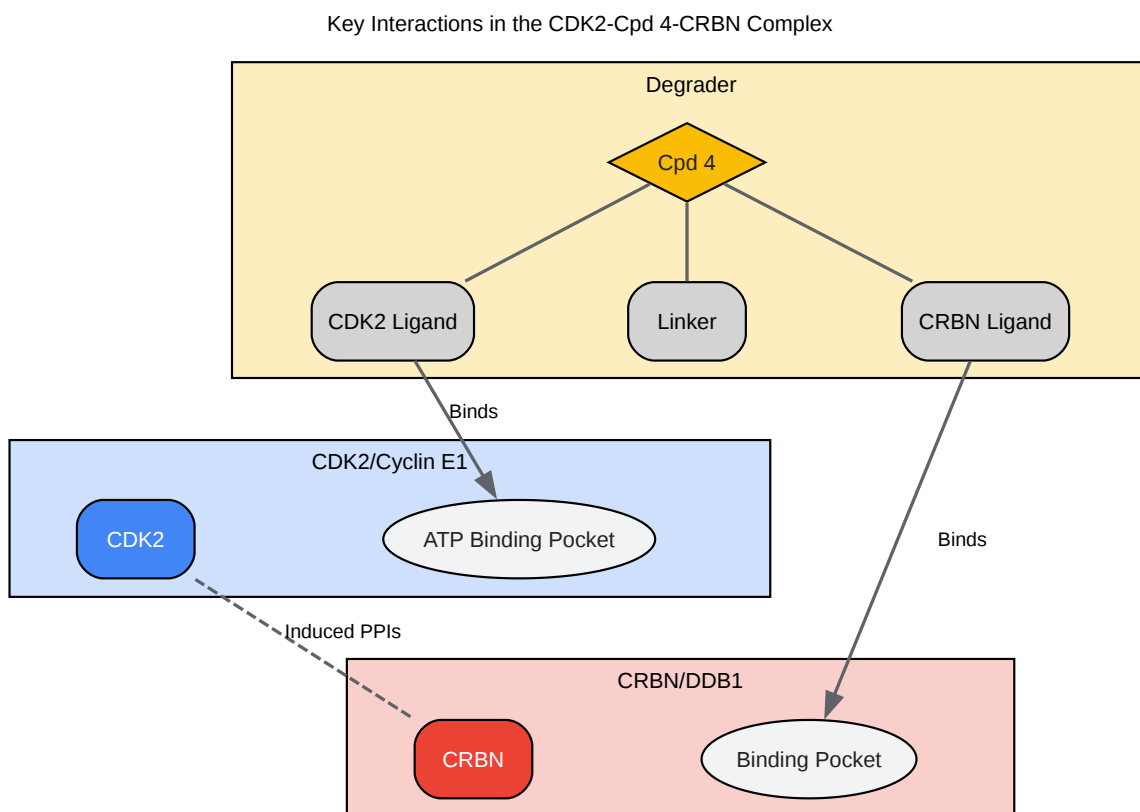 Key Interactions in the CDK2-Cpd 4-CRBN Complex
Degrader
Cpd 4
CDK2 Ligand
Linker
CRBN Ligand
Binds
CDK2/Cyclin E1
CDK2
ATP Binding Pocket
Binds
Induced PPIs
CRBN/DDB1
CRBN
Binding Pocket